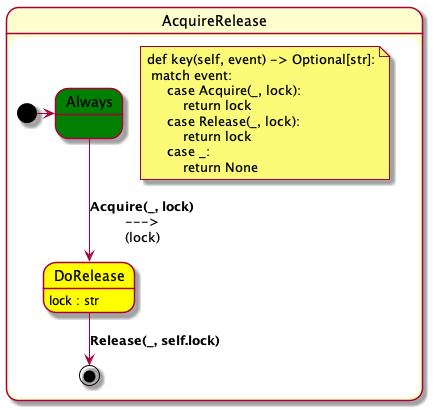 AcquireRelease
def key(self, event) -> Optional[str]:
match event:
case Acquire(_, lock):
return lock
case Release(_, lock):
return lock
case _:
return None
Always
Acquire(_, lock)
--->
(lock)
DoRelease
lock : str
Release(_, self.lock)